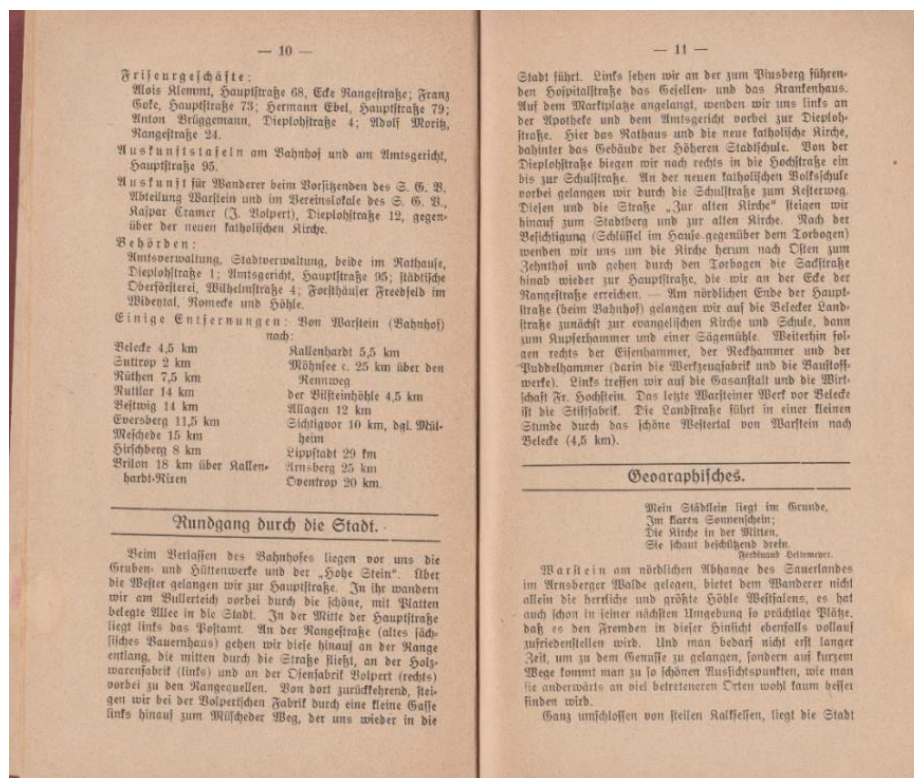 — 10 —
Friseurgeschäfte:
Alois Klemmt, Hauptstraße 68, Ecke Rangestraße; Franz
Goke, Hauptstraße 73; Hermann Ebel, Hauptstraße 79;
Anton Brüggemann, Dieplohstraße 4; Adolf Moritz,
Rangestraße 24.
Auskunftstafeln am Bahnhof und am Amtsgericht,
Hauptstraße 95.
Auskunft für Wanderer beim Vorsitzenden des S. G. V.
Abteilung Warstein und im Vereinslokale des S. G. V.,
Kaspar Cramer (J. Volpert), Dieplohstraße 12, gegen-
über der neuen katholischen Kirche.
Behörden:
Amtsverwaltung, Stadtverwaltung, beide im Rathause,
Dieplohstraße 1; Amtsgericht, Hauptstraße 95; städtische
Oberförsterei, Wilhelmstraße 4; Forsthäuser Freedfeld im
Widental, Romecke und Höhle.
Einige Entfernungen: Von Warstein (Bahnhof)
nach:
Belecke 4,5 km
Suttrop 2 km
Rüthen 7,5 km
Nuttlar 14 km
Bestwig 14 km
Eversberg 11,5 km
Meschede 15 km
Hirschberg 8 km
Brilon 18 km über Kallen-
hardt-Nixen
Kallenhardt 5,5 km
Möhnsee c. 25 km über den
Rennweg
der Bilsteinhöhle 4,5 km
Allagen 12 km
Sichtigvor 10 km, dgl. Mül-
heim
Lippstadt 29 km
Arnsberg 25 km
Oventrop 20 km.
Rundgang durch die Stadt.
Beim Verlassen des Bahnhofes liegen vor uns die
Gruben- und Hüttenwerke und der „Hohe Stein“. Über
die Wester gelangen wir zur Hauptstraße. In ihr wandern
wir am Bullerteich vorbei durch die schöne, mit Platten
belegte Allee in die Stadt. In der Mitte der Hauptstraße
liegt links das Postamt. An der Rangestraße (altes säch-
sisches Bauernhaus) gehen wir diese hinauf an der Range
entlang, die mitten durch die Straße fließt, an der Holz-
warenfabrik (links) und an der Ofenfabrik Volpert (rechts)
vorbei zu den Rangequellen. Von dort zurückkehrend, stei-
gen wir bei der Volpertschen Fabrik durch eine kleine Gasse
links hinauf zum Müscheder Weg, der uns wieder in die
— 11 —
Stadt führt. Links sehen wir an der zum Piusberg führen-
den Hospitalstraße das Gesellen- und das Krankenhaus.
Auf dem Marktplatze angelangt, wenden wir uns links an
der Apotheke und dem Amtsgericht vorbei zur Dieploh-
straße. Hier das Rathaus und die neue katholische Kirche,
dahinter das Gebäude der Höheren Stadtschule. Von der
Dieplohstraße biegen wir nach rechts in die Hochstraße ein
bis zur Schulstraße. An der neuen katholischen Volksschule
vorbei gelangen wir durch die Schulstraße zum Kesterweg.
Diesen und die Straße „Zur alten Kirche“ steigen wir
hinauf zum Stadtberg und zur alten Kirche. Nach der
Besichtigung (Schlüssel im Hause gegenüber dem Torbogen)
wenden wir uns um die Kirche herum nach Osten zum
Zehnthof und gehen durch den Torbogen die Sackstraße
hinab wieder zur Hauptstraße, die wir an der Ecke der
Rangestraße erreichen. — Am nördlichen Ende der Haupt-
straße (beim Bahnhof) gelangen wir auf die Belecker Land-
straße zunächst zur evangelischen Kirche und Schule, dann
zum Kupferhammer und einer Sägemühle. Weiterhin fol-
gen rechts der Eisenhammer, der Reckhammer und der
Puddelhammer (darin die Werkzeugfabrik und die Baustoff-
werke). Links treffen wir auf die Gasanstalt und die Wirt-
schaft Fr. Hochstein. Das letzte Warsteiner Werk vor Belecke
ist die Stiftfabrik. Die Landstraße führt in einer kleinen
Stunde durch das schöne Westertal von Warstein nach
Belecke (4,5 km).
Geographisches.
Mein Städtlein liegt im Grunde,
Im klaren Sonnenschein;
Die Kirche in der Mitten,
Sie schaut beschützend drein.
Ferdinand Heltemeyer.
Warstein am nördlichen Abhange des Sauerlandes
im Arnsberger Walde gelegen, bietet dem Wanderer nicht
allein die herrliche und größte Höhle Westfalens, es hat
auch schon in seiner nächsten Umgebung so prächtige Plätze,
daß es den Fremden in dieser Hinsicht ebenfalls vollauf
zufriedenstellen wird. Und man bedarf nicht erst langer
Zeit, um zu dem Genusse zu gelangen, sondern auf kurzem
Wege kommt man zu so schönen Aussichtspunkten, wie man
sie anderwärts an viel betreteneren Orten wohl kaum besser
finden wird.
Ganz umschlossen von steilen Kalkfelsen, liegt die Stadt